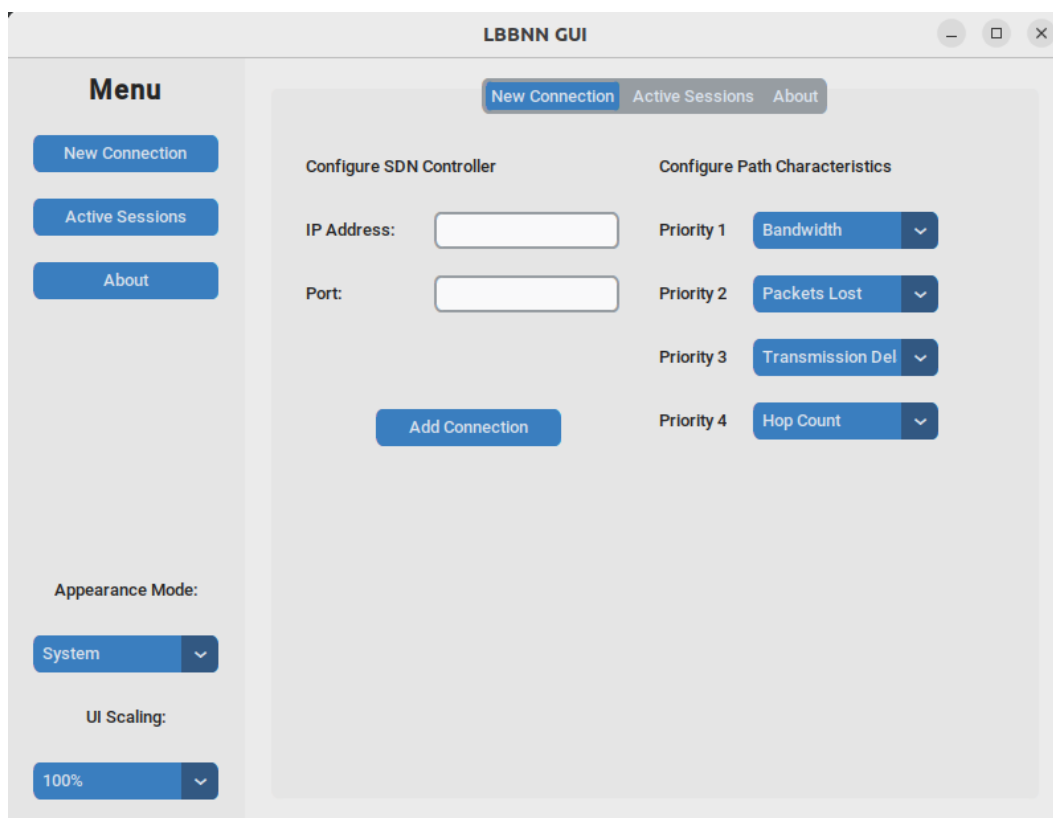 LBBNN GUI
Menu
New Connection
Active Sessions
About
Appearance Mode:
System
UI Scaling:
100%
New Connection Active Sessions About
Configure SDN Controller
IP Address:
Port:
Add Connection
Configure Path Characteristics
Priority 1 Bandwidth
Priority 2 Packets Lost
Priority 3 Transmission Del
Priority 4 Hop Count